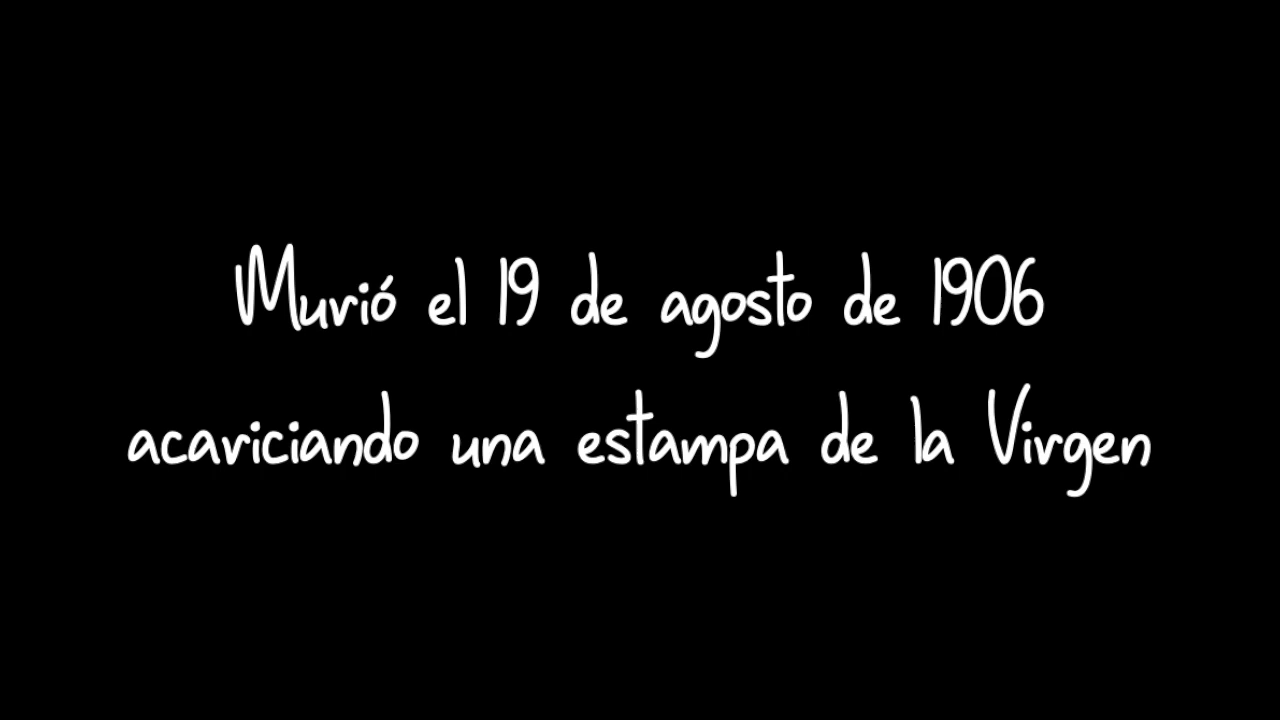 Murió el 19 de agosto de 1906
acariciando una estampa de la Virgen